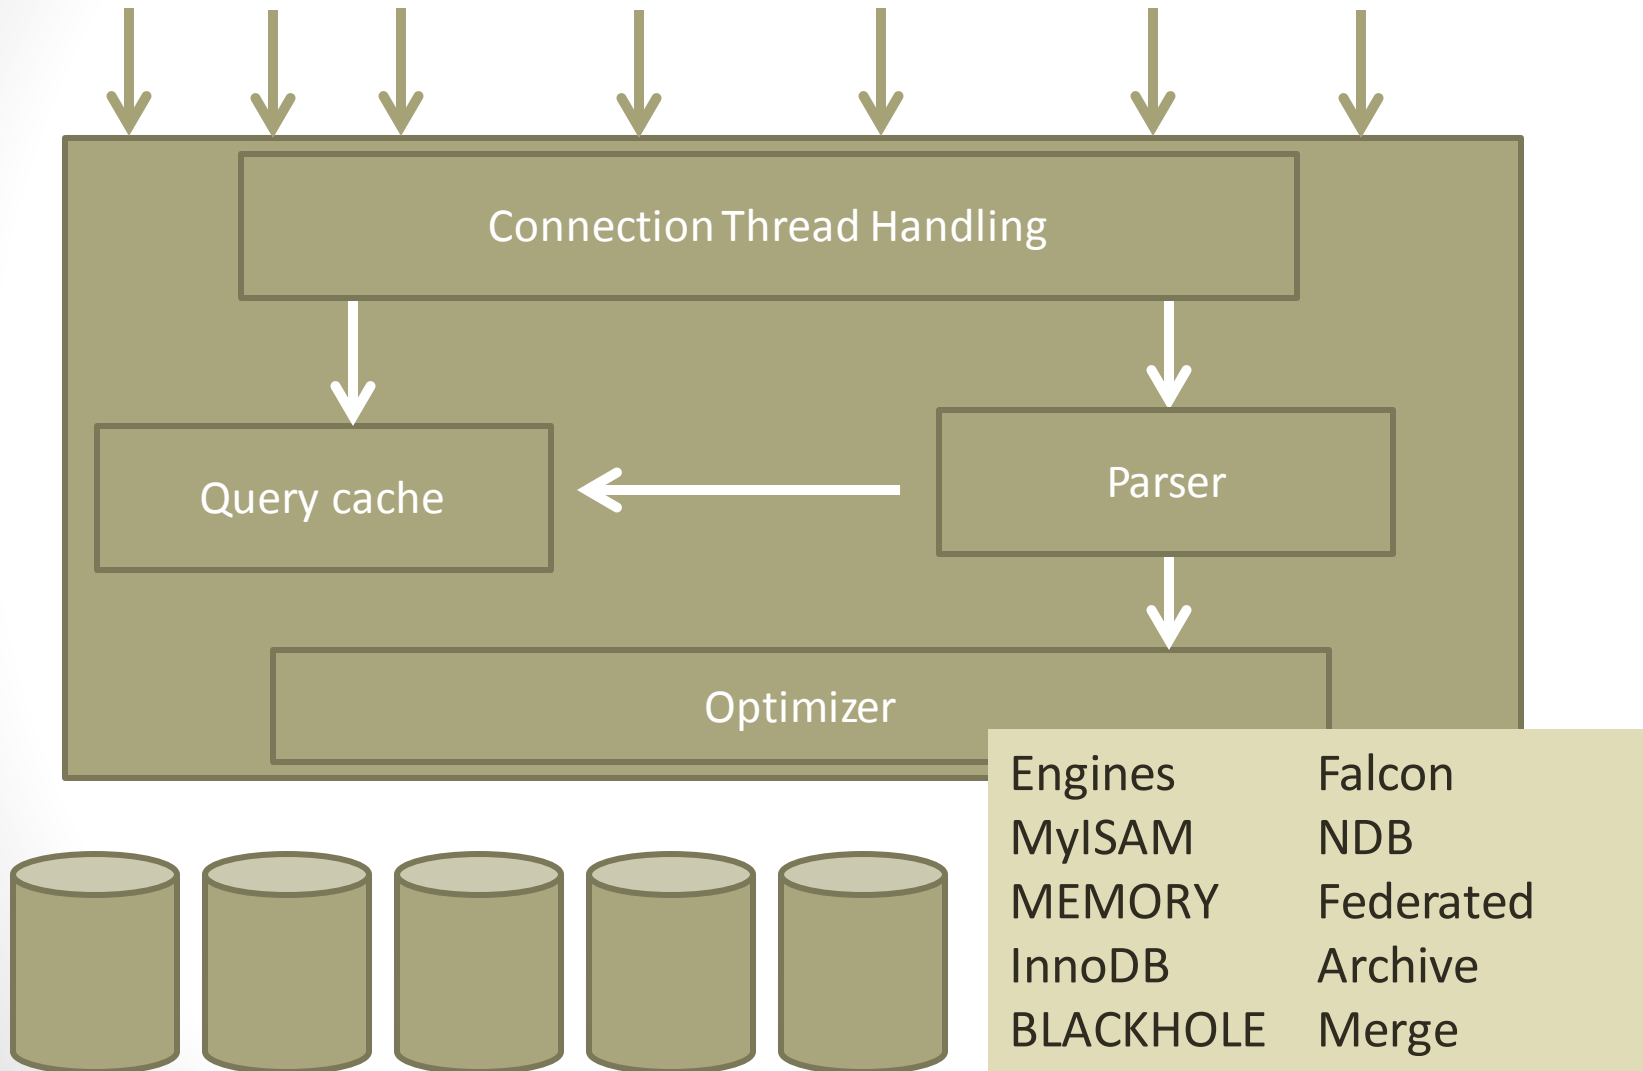 Connection Thread Handling
Query cache
Parser
Optimizer
Engines
MyISAM
MEMORY
InnoDB
BLACKHOLE
Falcon
NDB
Federated
Archive
Merge